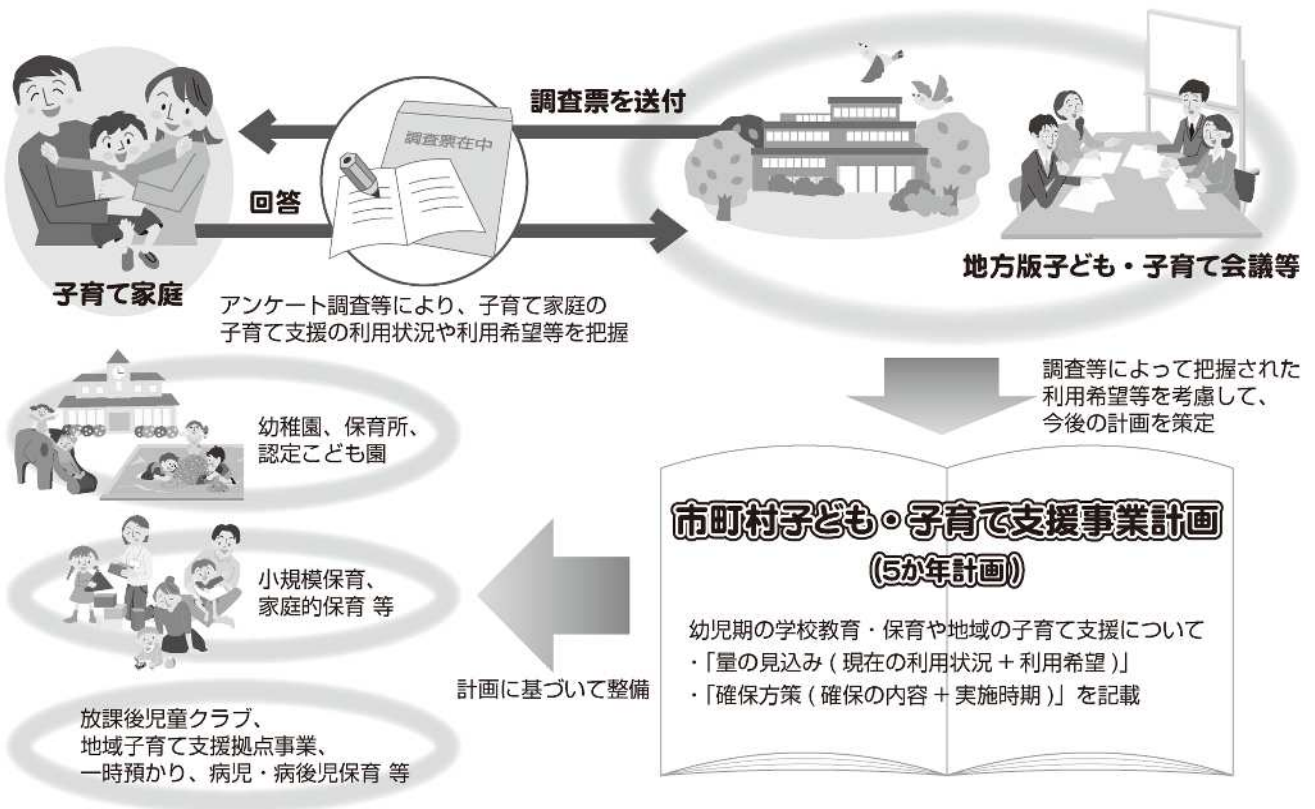 調査票を送付
調査票在中
回答
子育て家庭
地方版子ども・子育て会議等
アンケート調査等により、子育て家庭の
子育て支援の利用状況や利用希望等を把握
調査等によって把握された
利用希望等を考慮して、
今後の計画を策定
市町村子ども・子育て支援事業計画
(5か年計画)
幼児期の学校教育・保育や地域の子育て支援について
・「量の見込み ( 現在の利用状況 + 利用希望 )」
・「確保方策 ( 確保の内容 + 実施時期 )」を記載
計画に基づいて整備
幼稚園、保育所、
認定こども園
小規模保育、
家庭的保育 等
放課後児童クラブ、
地域子育て支援拠点事業、
一時預かり、病児・病後児保育 等